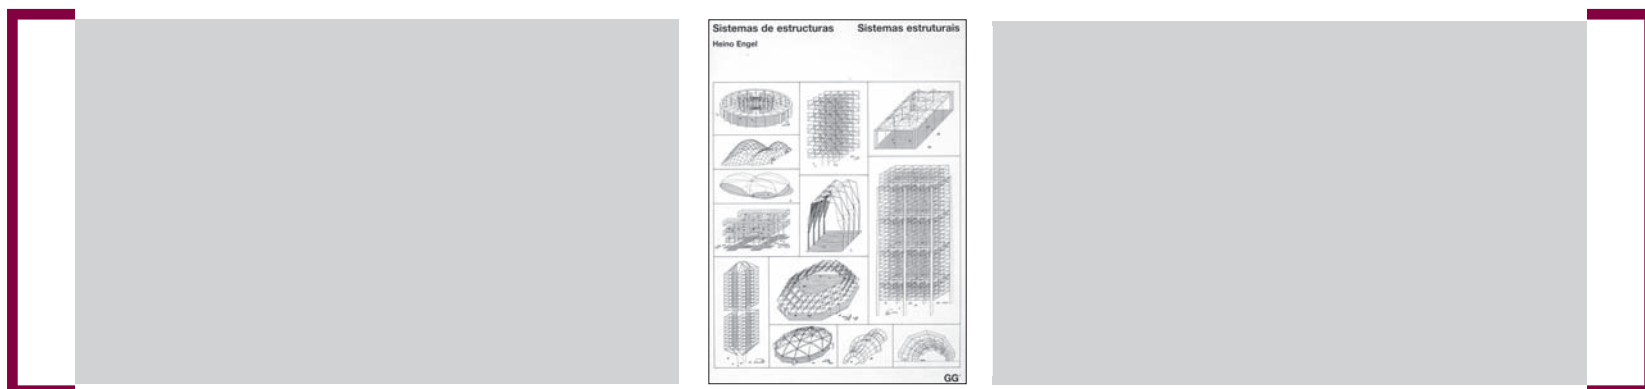 Sistemas de estructuras
Sistemas estruturais
Heino Engel
GG